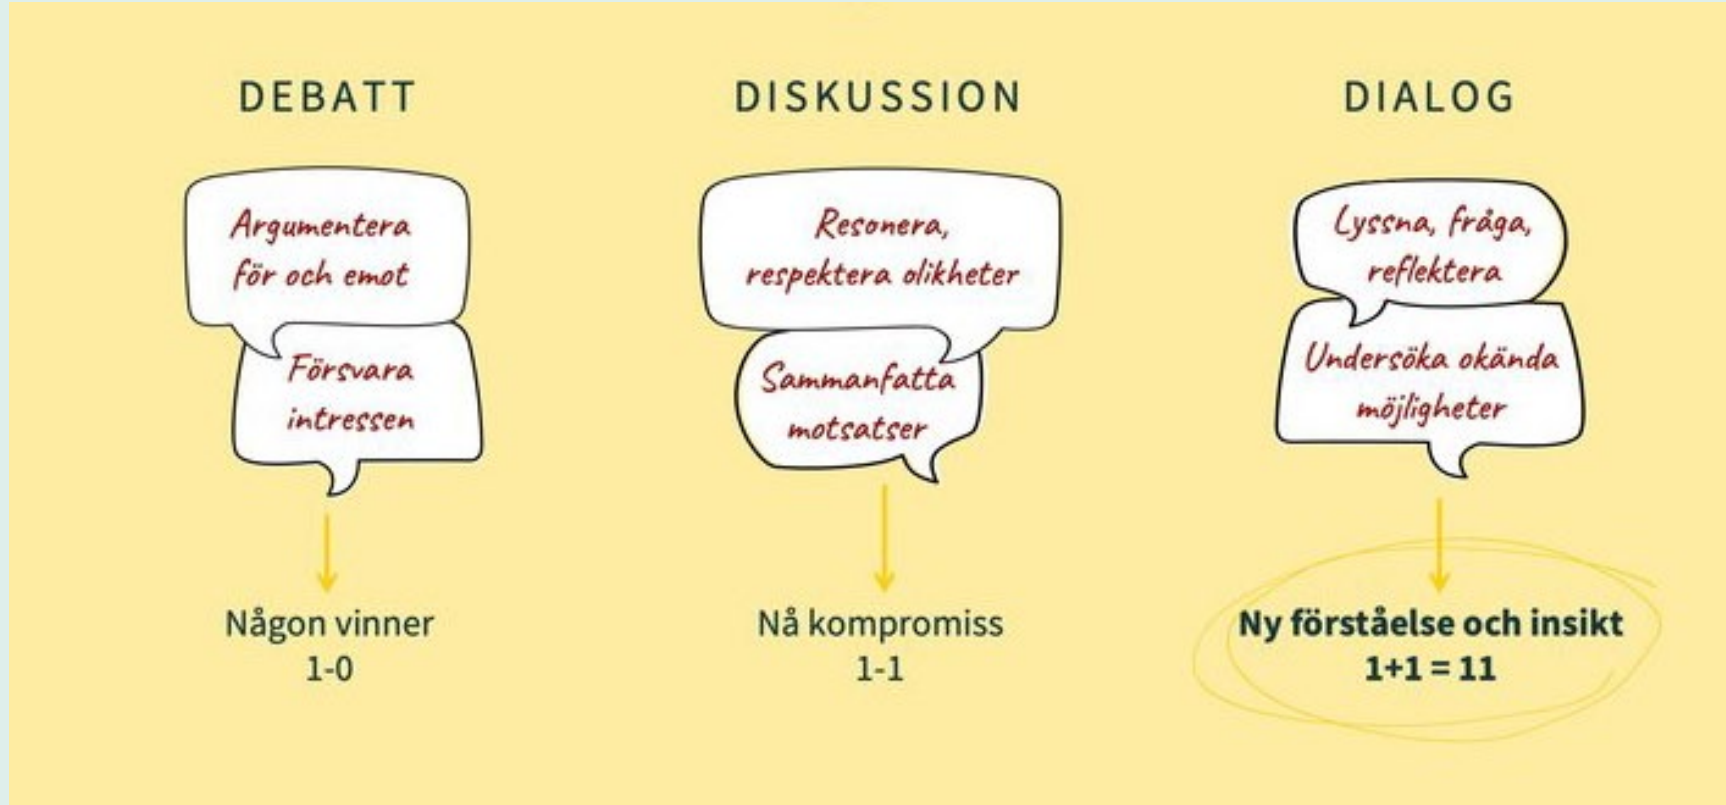 DEBATT
Argumentera
för och emot
Försvara
intressen
Någon vinner
1-0
DISKUSSION
Resonera,
respektera olikheter
Sammanfatta
motsatser
Nå kompromiss
1-1
DIALOG
Lyssna, fråga,
reflektera
Undersöka okända
möjligheter
Ny förståelse och insikt
1+1 = 11